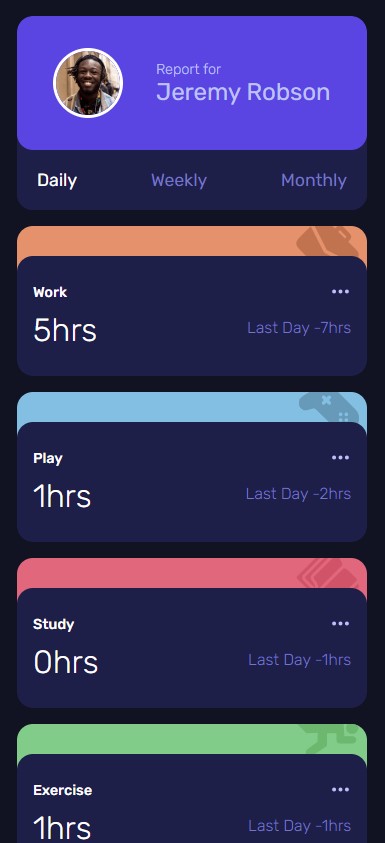 Report for
Jeremy Robson
Daily Weekly Monthly
Work
5hrs Last Day -7hrs
Play
1hrs Last Day -2hrs
Study
0hrs Last Day -1hrs
Exercise
1hrs Last Day -1hrs